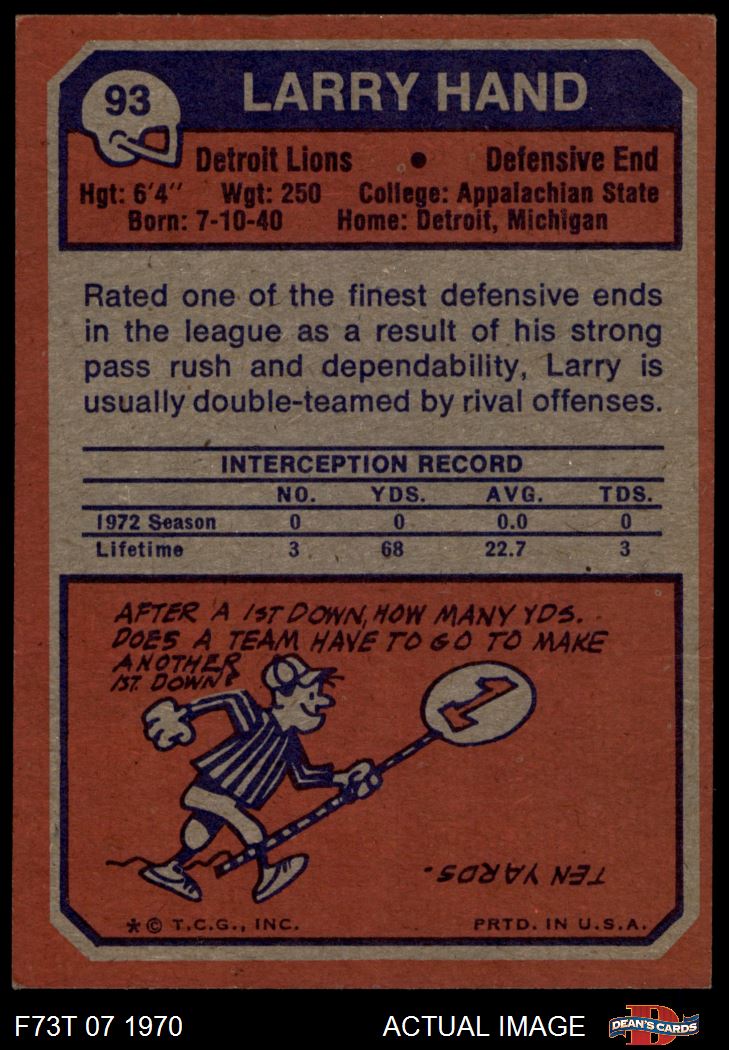 93
LARRY HAND
Detroit Lions • Defensive End
Hgt: 6'4" Wgt: 250 College: Appalachian State
Born: 7-10-40 Home: Detroit, Michigan
Rated one of the finest defensive ends
in the league as a result of his strong
pass rush and dependability, Larry is
usually double-teamed by rival offenses.
INTERCEPTION RECORD
NO. YDS. AVG. TDS.
1972 Season 0 0 0.0 0
Lifetime 3 68 22.7 3
AFTER A 1ST DOWN, HOW MANY YDS.
DOES A TEAM HAVE TO GO TO MAKE
ANOTHER
1ST. DOWN?
1
TEN YARDS.
* © T.C.G., INC. PRTD. IN U.S.A.
F73T 07 1970 ACTUAL IMAGE
D
DEAN'S CARDS